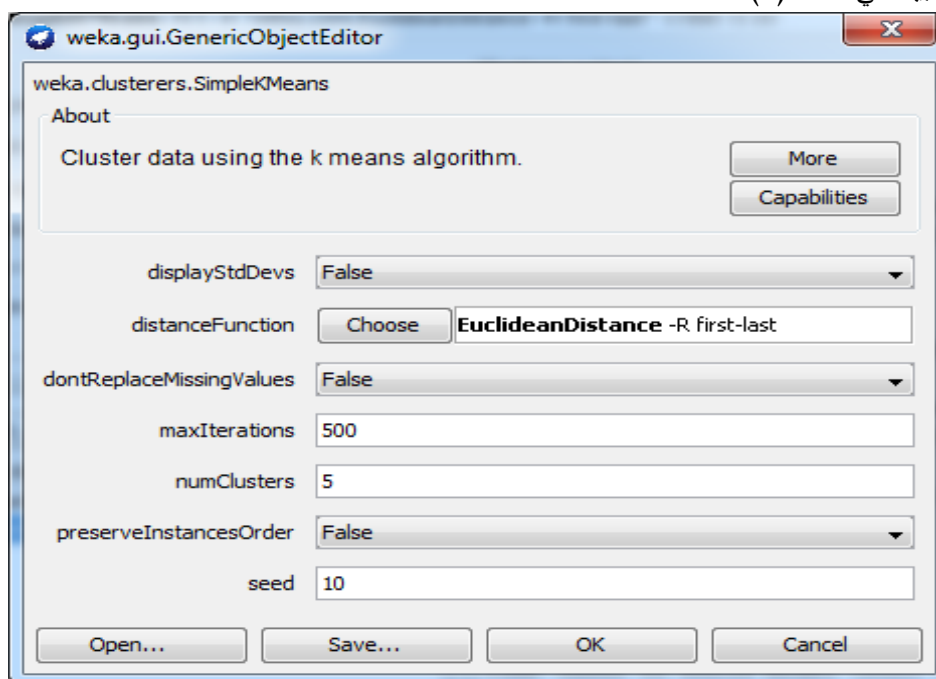 weka.gui.GenericObjectEditor
weka.clusterers.SimpleKMeans
About
Cluster data using the k means algorithm.
More
Capabilities
displayStdDevs False
distanceFunction Choose EuclideanDistance -R first-last
dontReplaceMissingValues False
maxIterations 500
numClusters 5
preserveInstancesOrder False
seed 10
Open... Save... OK Cancel